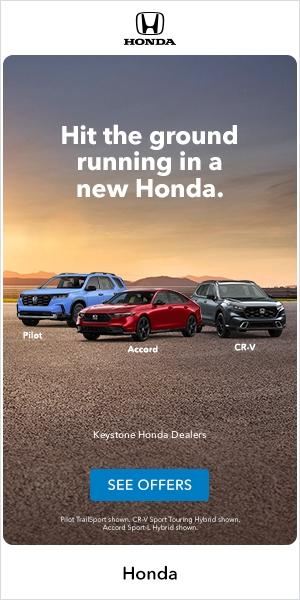 HONDA
Hit the ground
running in a
new Honda.
Pilot
Accord
CR-V
Keystone Honda Dealers
SEE OFFERS
Pilot TrailSport shown. CR-V Sport Touring Hybrid shown.
Accord Sport-L Hybrid shown.
Honda